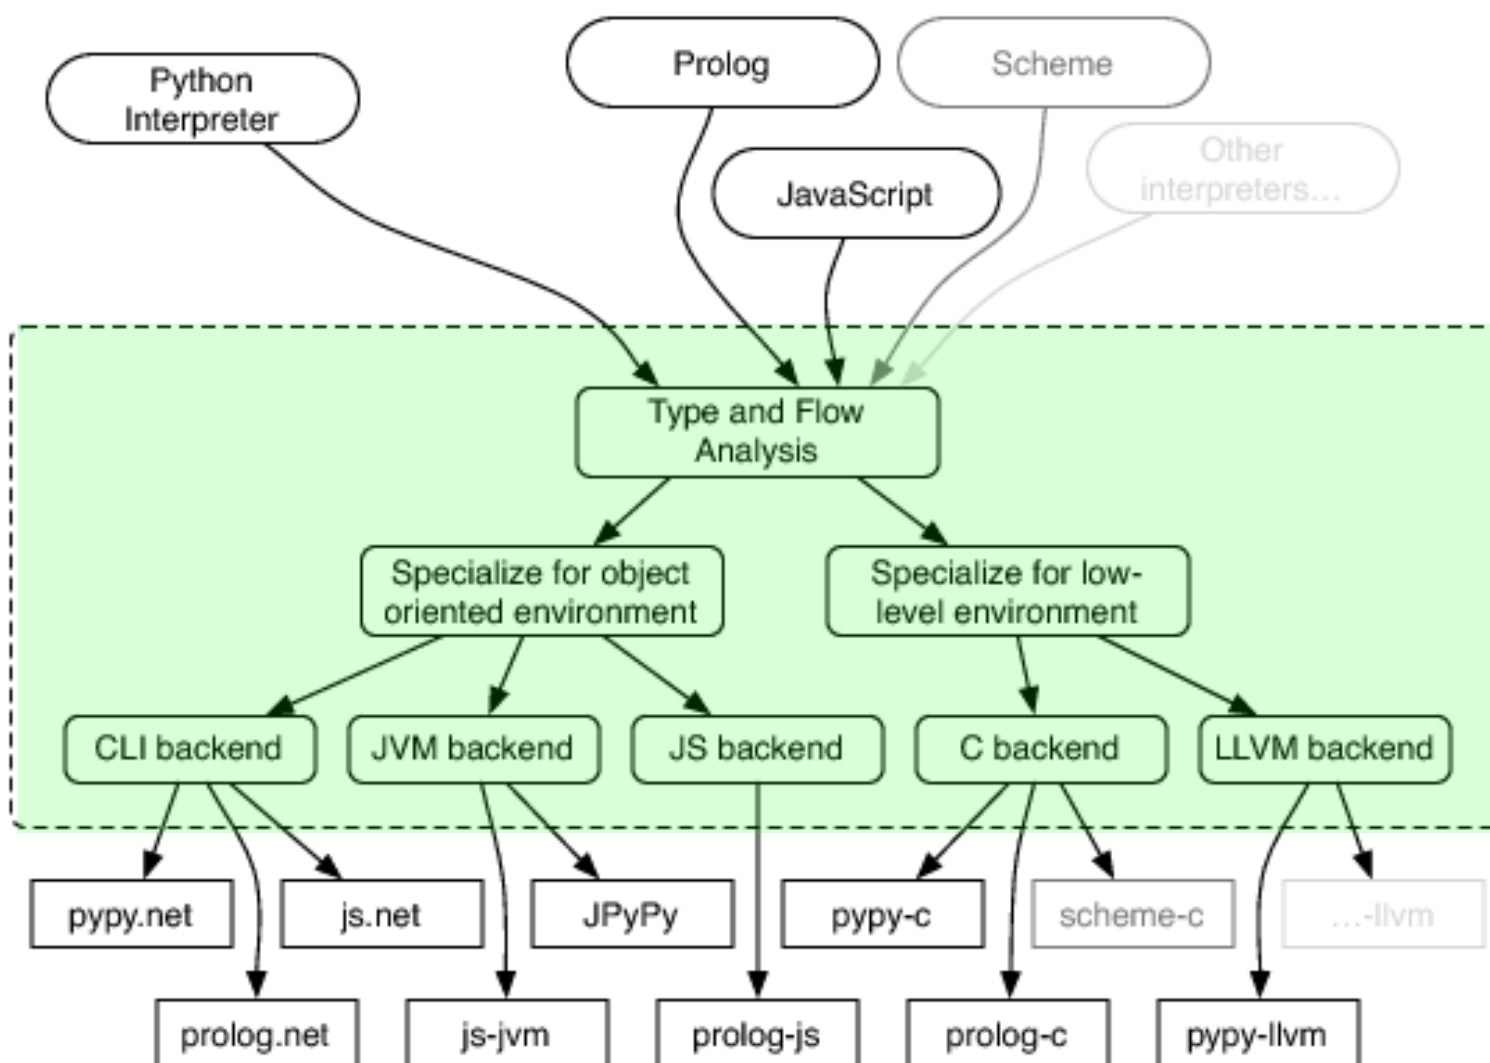 Python
Interpreter
Prolog
Scheme
JavaScript
Other
interpreters...
Type and Flow
Analysis
Specialize for object
oriented environment
Specialize for low-
level environment
CLI backend
JVM backend
JS backend
C backend
LLVM backend
pypy.net
js.net
JPyPy
pypy-c
scheme-c
...-llvm
prolog.net
js-jvm
prolog-js
prolog-c
pypy-llvm